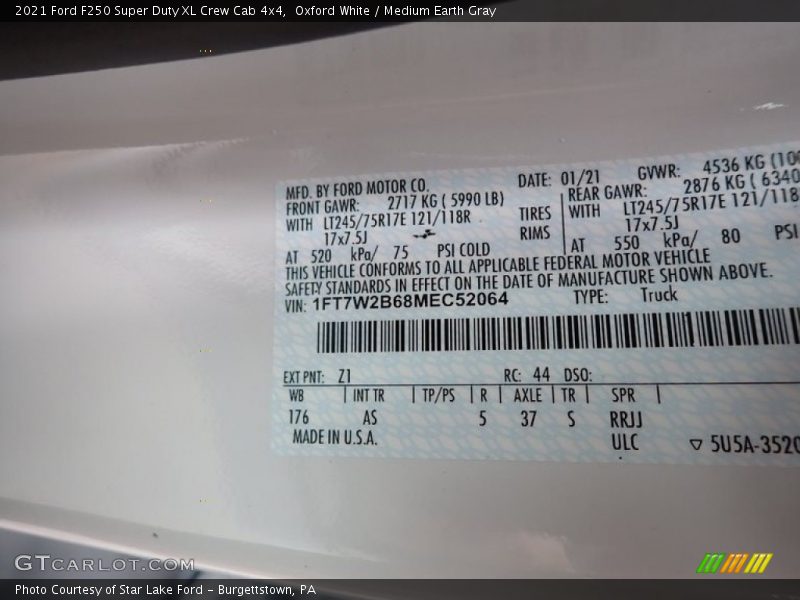 2021 Ford F250 Super Duty XL Crew Cab 4x4, Oxford White / Medium Earth Gray
MFD. BY FORD MOTOR CO. DATE: 01/21 GVWR: 4536 KG (100
FRONT GAWR: 2717 KG ( 5990 LB) REAR GAWR: 2876 KG ( 6340
WITH LT245/75R17E 121/118R TIRES WITH LT245/75R17E 121/118
17x7.5J RIMS 17x7.5J
AT 520 kPa/ 75 PSI COLD AT 550 kPa/ 80 PSI
THIS VEHICLE CONFORMS TO ALL APPLICABLE FEDERAL MOTOR VEHICLE
SAFETY STANDARDS IN EFFECT ON THE DATE OF MANUFACTURE SHOWN ABOVE.
VIN: 1FT7W2B68MEC52064 TYPE: Truck
EXT PNT: Z1 RC: 44 DSO:
WB INT TR TP/PS R AXLE TR SPR
176 AS 5 37 S RRJJ
MADE IN U.S.A. ULC 5U5A-3520
GTCARLOT.COM
Photo Courtesy of Star Lake Ford - Burgettstown, PA